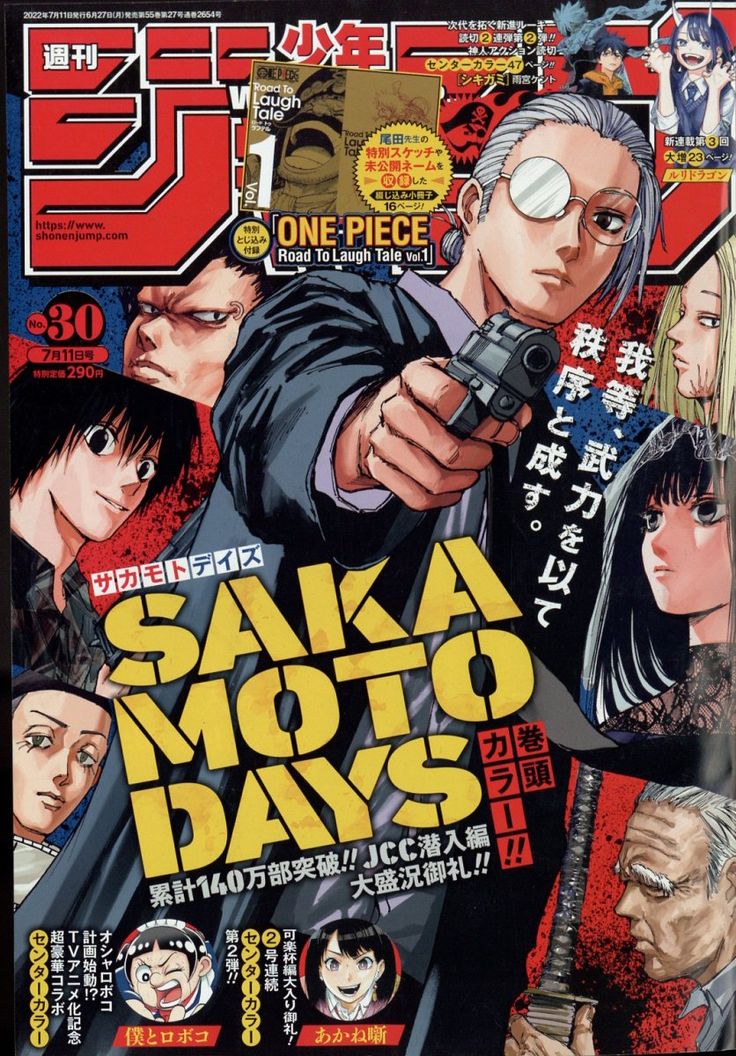 2022年7月11日発行6月27日(月)発売第55巻第27号通巻2654号
週刊
少年
ジャンプ
https://www.
shonenjump.com
次代を拓く新進ルーキー
読切2連弾第2弾!!
神人アクション読切
センターカラー47ページ!!
[シキガミ]雨宮ケント
新連載第3回
大増23ページ!
ルリドラゴン
ONE PIECE
Road To
Laugh
Tale
ロード トゥ
ラフテル
Vol.
1
Road To
Laugh
Tale
尾田先生の
特別スケッチや
未公開ネームを
収録した
綴じ込み小冊子
16ページ!
特別
とじ込み
付録
[ONE PIECE
Road To Laugh Tale Vol.1]
No.30
7月11日号
特別定価290円
我等、武力を以て
秩序と成す。
サカモトデイズ
SAKA
MOTO
DAYS
巻頭
カラー!!
累計140万部突破!! JCC潜入編
大盛況御礼!!
オシャロボコ
計画始動!?
TVアニメ化記念
超豪華コラボ
センターカラー
僕とロボコ
可楽杯編大入り御礼!
2号連続
センターカラー
第2弾!!
あかね噺